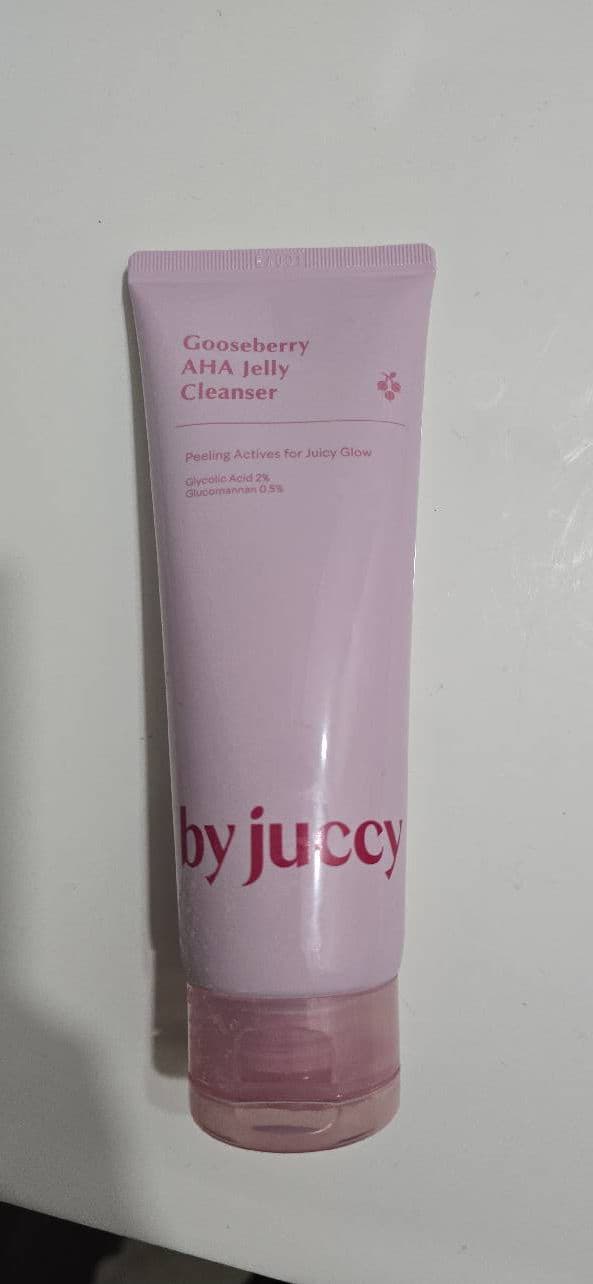 Gooseberry
AHA Jelly
Cleanser
Peeling Actives for Juicy Glow
Glycolic Acid 2%
Glucomannan 0.5%
by juccy